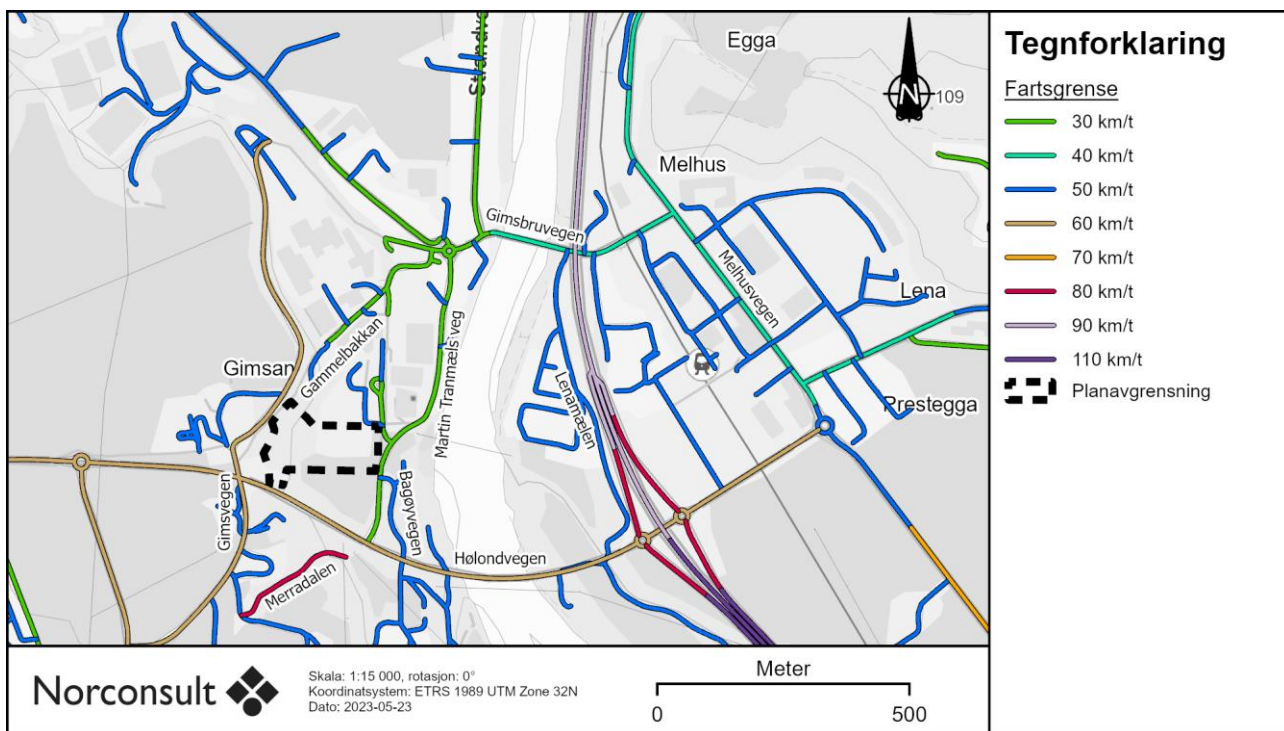 Strandve
Egga
N
109
Melhus
Gimsbruvegen
Melhusvegen
Lena
Gammelbakkan
Gimsan
Martin Tranmælsveg
Lenamælen
Prestegga
Gimsvegen
Bagøyvegen
Hølondvegen
Merradalen
Tegnforklaring
Fartsgrense
30 km/t
40 km/t
50 km/t
60 km/t
70 km/t
80 km/t
90 km/t
110 km/t
Planavgrensning
Norconsult
Skala: 1:15 000, rotasjon: 0°
Koordinatsystem: ETRS 1989 UTM Zone 32N
Dato: 2023-05-23
Meter
0 500